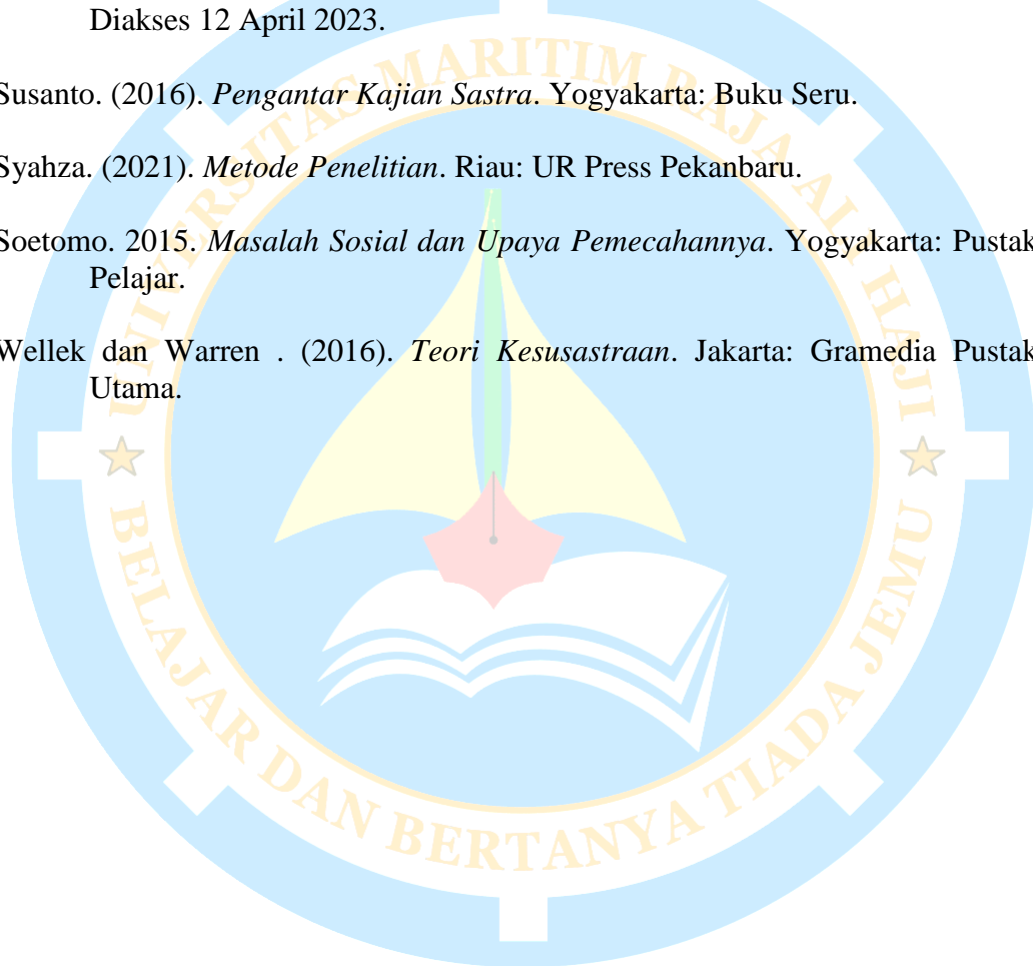 Diakses 12 April 2023.
Susanto. (2016). Pengantar Kajian Sastra. Yogyakarta: Buku Seru.
Syahza. (2021). Metode Penelitian. Riau: UR Press Pekanbaru.
Soetomo. 2015. Masalah Sosial dan Upaya Pemecahannya. Yogyakarta: Pustak
Pelajar.
Wellek dan Warren . (2016). Teori Kesusastraan. Jakarta: Gramedia Pustak
Utama.
UNIVERSITAS MARITIM RAJA ALI HAJI
BELAJAR DAN BERTANYA TIADA JEMU